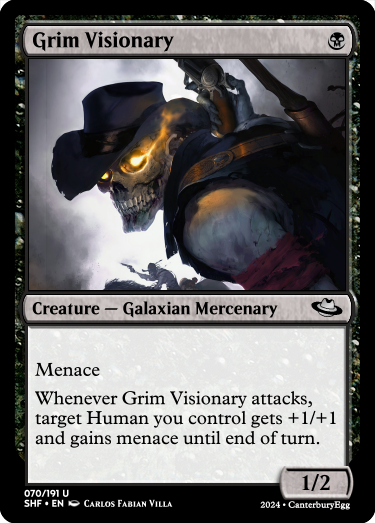 Grim Visionary
Creature — Galaxian Mercenary
Menace
Whenever Grim Visionary attacks,
target Human you control gets +1/+1
and gains menace until end of turn.
1/2
070/191 U
SHF • EN Carlos Fabian Villa
2024 • CanterburyEgg